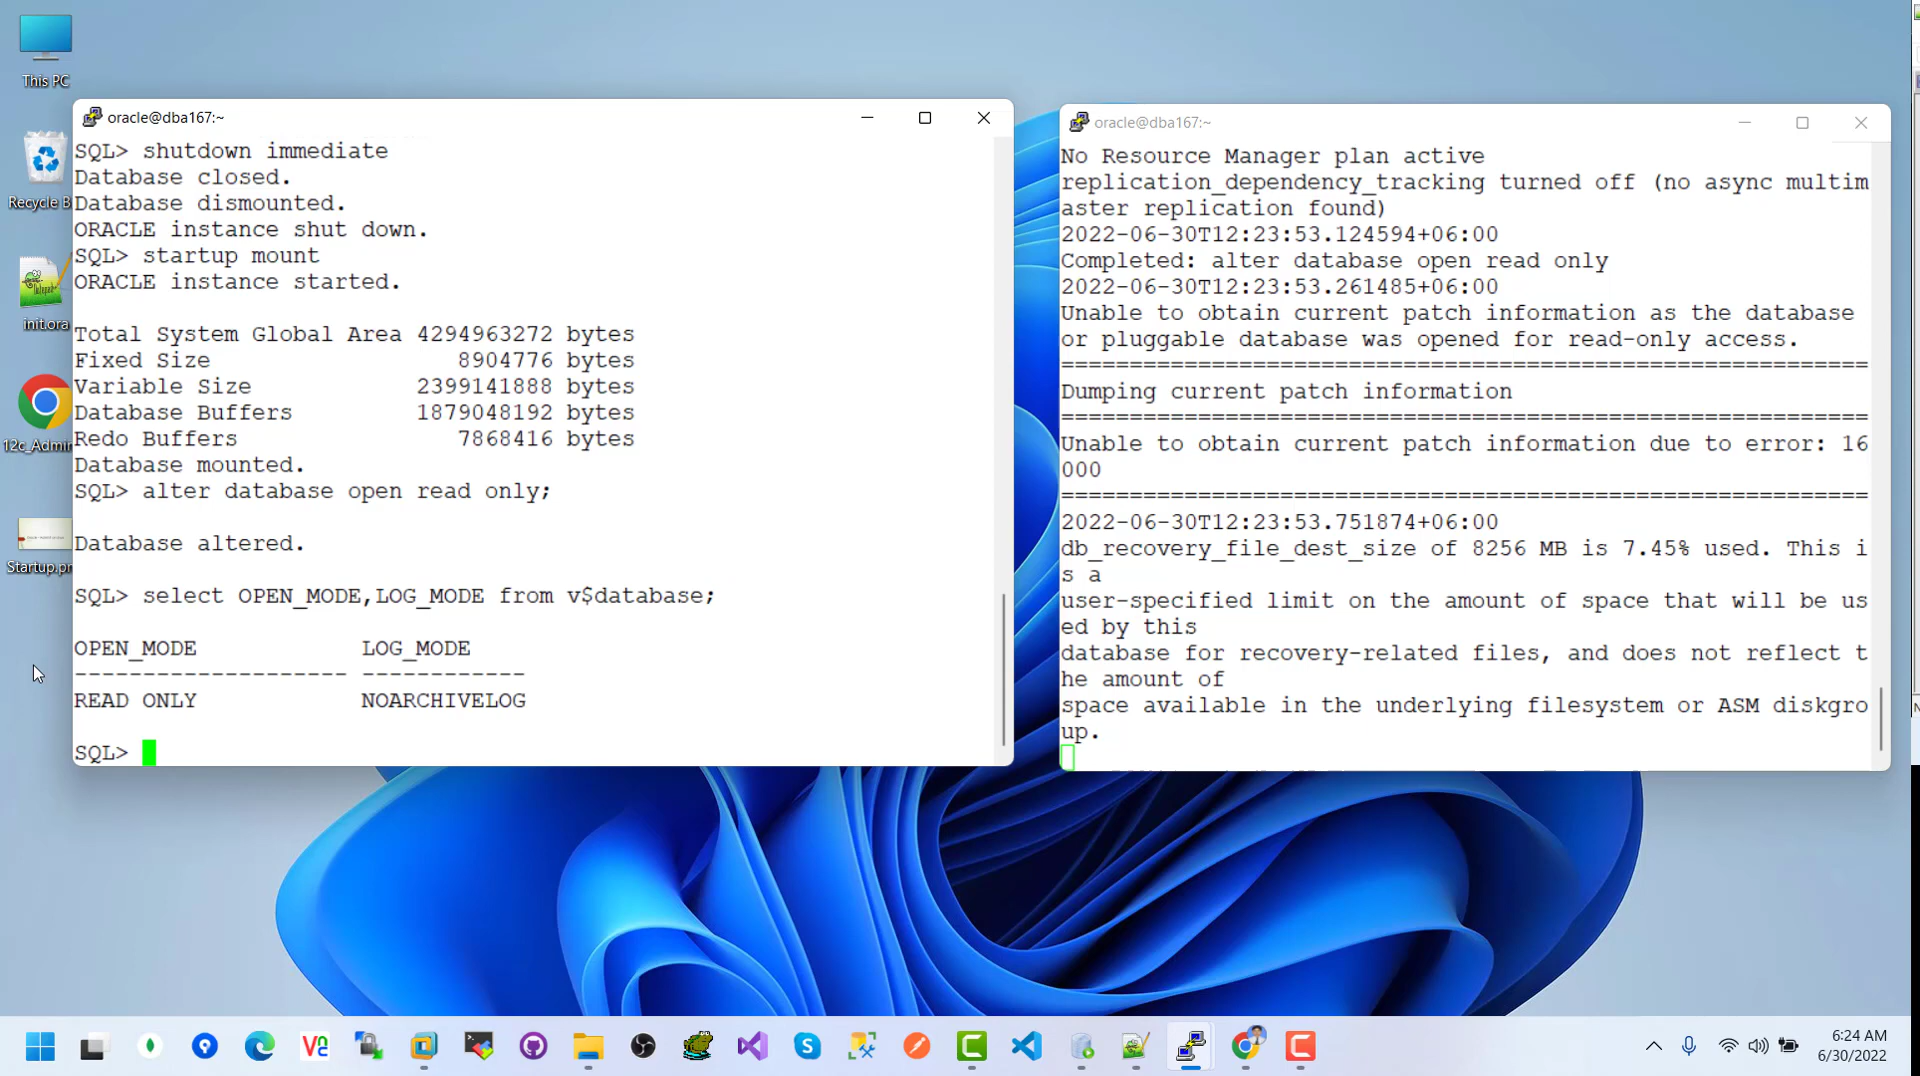 This PC
Recycle B
init.ora
12c_Admin
Startup.p
oracle@dba167:~
SQL> shutdown immediate
Database closed.
Database dismounted.
ORACLE instance shut down.
SQL> startup mount
ORACLE instance started.
Total System Global Area 4294963272 bytes
Fixed Size 8904776 bytes
Variable Size 2399141888 bytes
Database Buffers 1879048192 bytes
Redo Buffers 7868416 bytes
Database mounted.
SQL> alter database open read only;
Database altered.
SQL> select OPEN_MODE,LOG_MODE from v$database;
OPEN_MODE LOG_MODE
-------------------- ------------
READ ONLY NOARCHIVELOG
SQL>
oracle@dba167:~
No Resource Manager plan active
replication_dependency_tracking turned off (no async multim
aster replication found)
2022-06-30T12:23:53.124594+06:00
Completed: alter database open read only
2022-06-30T12:23:53.261485+06:00
Unable to obtain current patch information as the database
or pluggable database was opened for read-only access.
===========================================================
Dumping current patch information
===========================================================
Unable to obtain current patch information due to error: 16
000
===========================================================
2022-06-30T12:23:53.751874+06:00
db_recovery_file_dest_size of 8256 MB is 7.45% used. This i
s a
user-specified limit on the amount of space that will be us
ed by this
database for recovery-related files, and does not reflect t
he amount of
space available in the underlying filesystem or ASM diskgro
up.
6:24 AM
6/30/2022